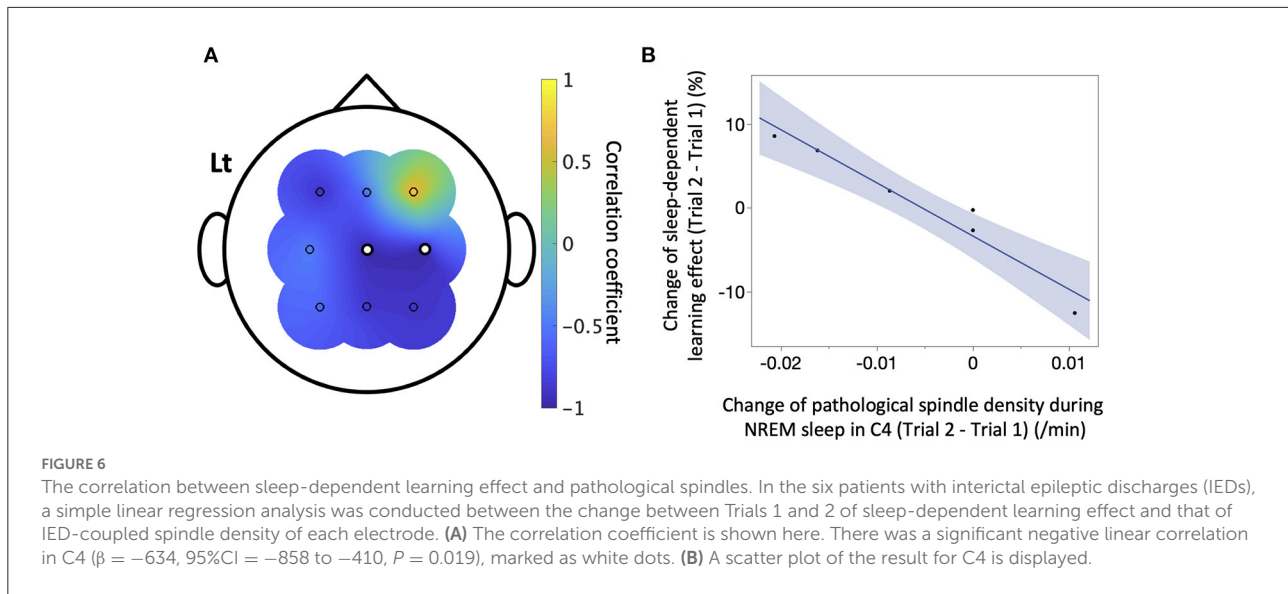 A
B
Lt
1
0.5
0
−0.5
−1
Correlation coefficient
Change of sleep-dependent
learning effect (Trial 2 - Trial 1) (%)
10
0
-10
-0.02
-0.01
0
0.01
Change of pathological spindle density during
NREM sleep in C4 (Trial 2 - Trial 1) (/min)
FIGURE 6
The correlation between sleep-dependent learning effect and pathological spindles. In the six patients with interictal epileptic discharges (IEDs),
a simple linear regression analysis was conducted between the change between Trials 1 and 2 of sleep-dependent learning effect and that of
IED-coupled spindle density of each electrode. (A) The correlation coefficient is shown here. There was a significant negative linear correlation
in C4 (β = −634, 95%CI = −858 to −410, P = 0.019), marked as white dots. (B) A scatter plot of the result for C4 is displayed.